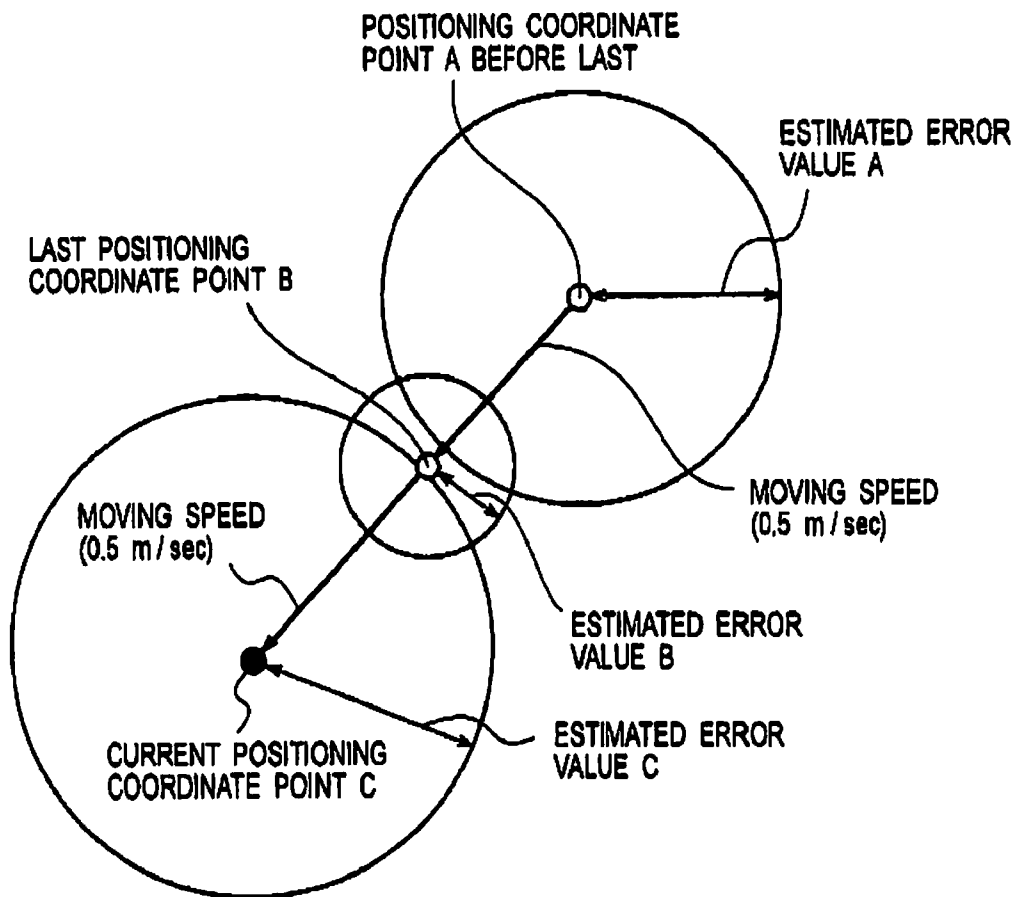 POSITIONING COORDINATE
POINT A BEFORE LAST
ESTIMATED ERROR
VALUE A
LAST POSITIONING
COORDINATE POINT B
MOVING SPEED
(0.5 m/sec)
MOVING SPEED
(0,5 m/sec)
ESTIMATED ERROR
VALUE B
ESTIMATED ERROR
VALUE C
CURRENT POSITIONING
COORDINATE POINT C